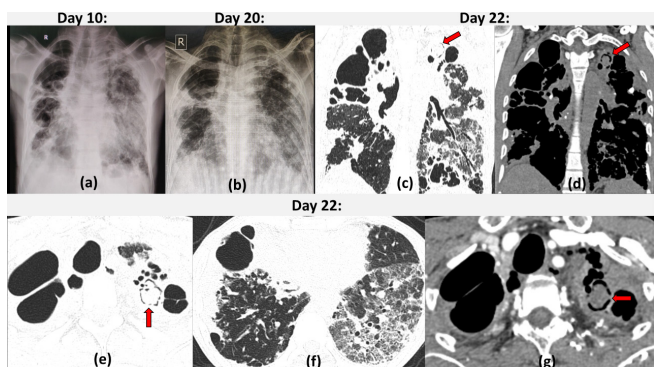 Day 10:
Day 20:
Day 22:
R
R
(a)
(b)
(c)
(d)
Day 22:
(e)
(f)
(g)